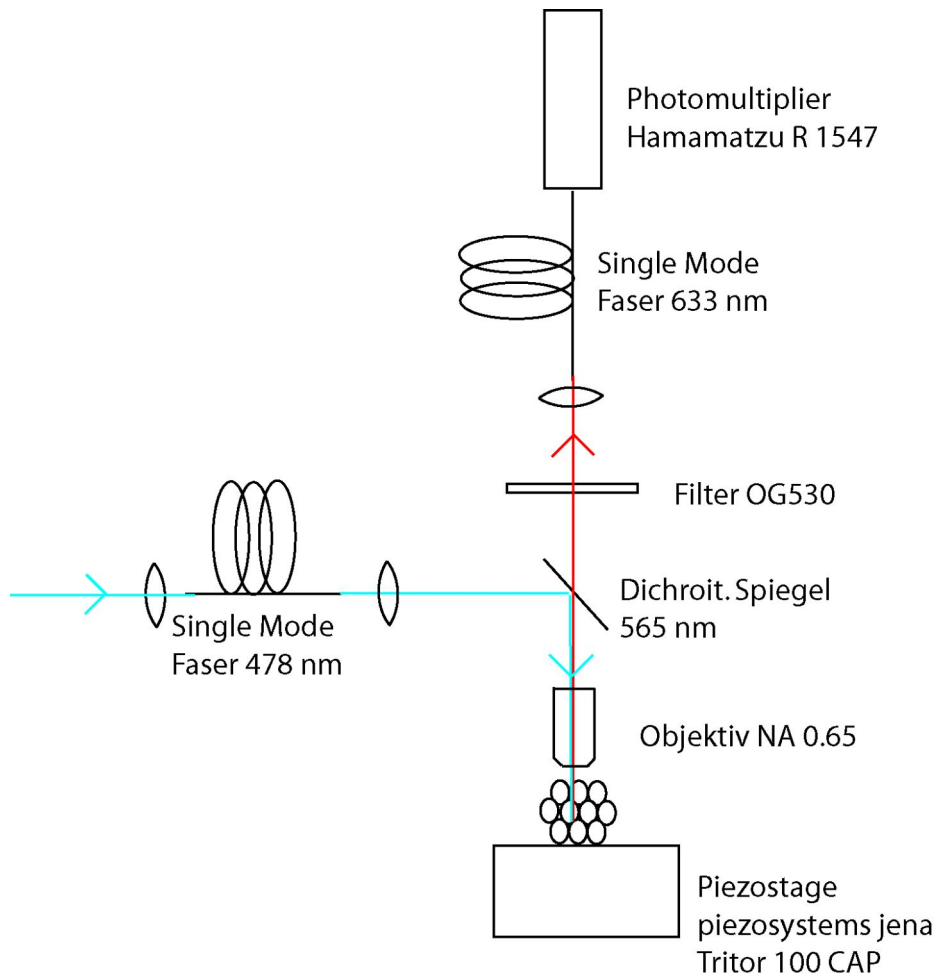 Photomultiplier
Hamamatzu R 1547
Single Mode
Faser 633 nm
Filter OG530
Dichroit. Spiegel
565 nm
Single Mode
Faser 478 nm
Objektiv NA 0.65
Piezostage
piezosystems jena
Tritor 100 CAP